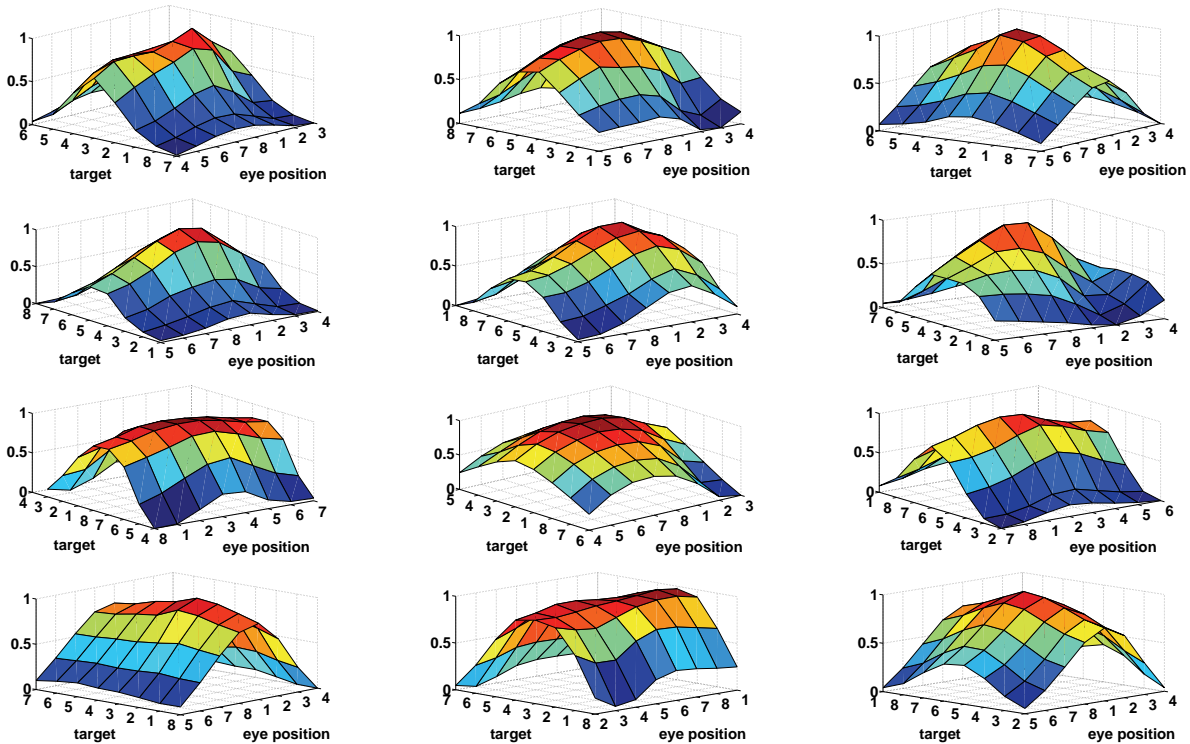 1
0.5
0
6 5 4 3 2 1 8 7
4 5 6 7 8 1 2 3
target eye position
1
0.5
0
8 7 6 5 4 3 2 1
5 6 7 8 1 2 3 4
target eye position
1
0.5
0
6 5 4 3 2 1 8 7
5 6 7 8 1 2 3 4
target eye position
1
0.5
0
8 7 6 5 4 3 2 1
5 6 7 8 1 2 3 4
target eye position
1
0.5
0
1 8 7 6 5 4 3 2
5 6 7 8 1 2 3 4
target eye position
1
0.5
0
7 6 5 4 3 2 1 8
5 6 7 8 1 2 3 4
target eye position
1
0.5
0
4 3 2 1 8 7 6 5 4
8 1 2 3 4 5 6 7
target eye position
1
0.5
0
5 4 3 2 1 8 7 6
4 5 6 7 8 1 2 3
target eye position
1
0.5
0
1 8 7 6 5 4 3 2
7 8 1 2 3 4 5 6
target eye position
1
0.5
0
7 6 5 4 3 2 1 8
5 6 7 8 1 2 3 4
target eye position
1
0.5
0
7 6 5 4 3 2 1 8
2 3 4 5 6 7 8 1
target eye position
1
0.5
0
1 8 7 6 5 4 3 2
5 6 7 8 1 2 3 4
target eye position